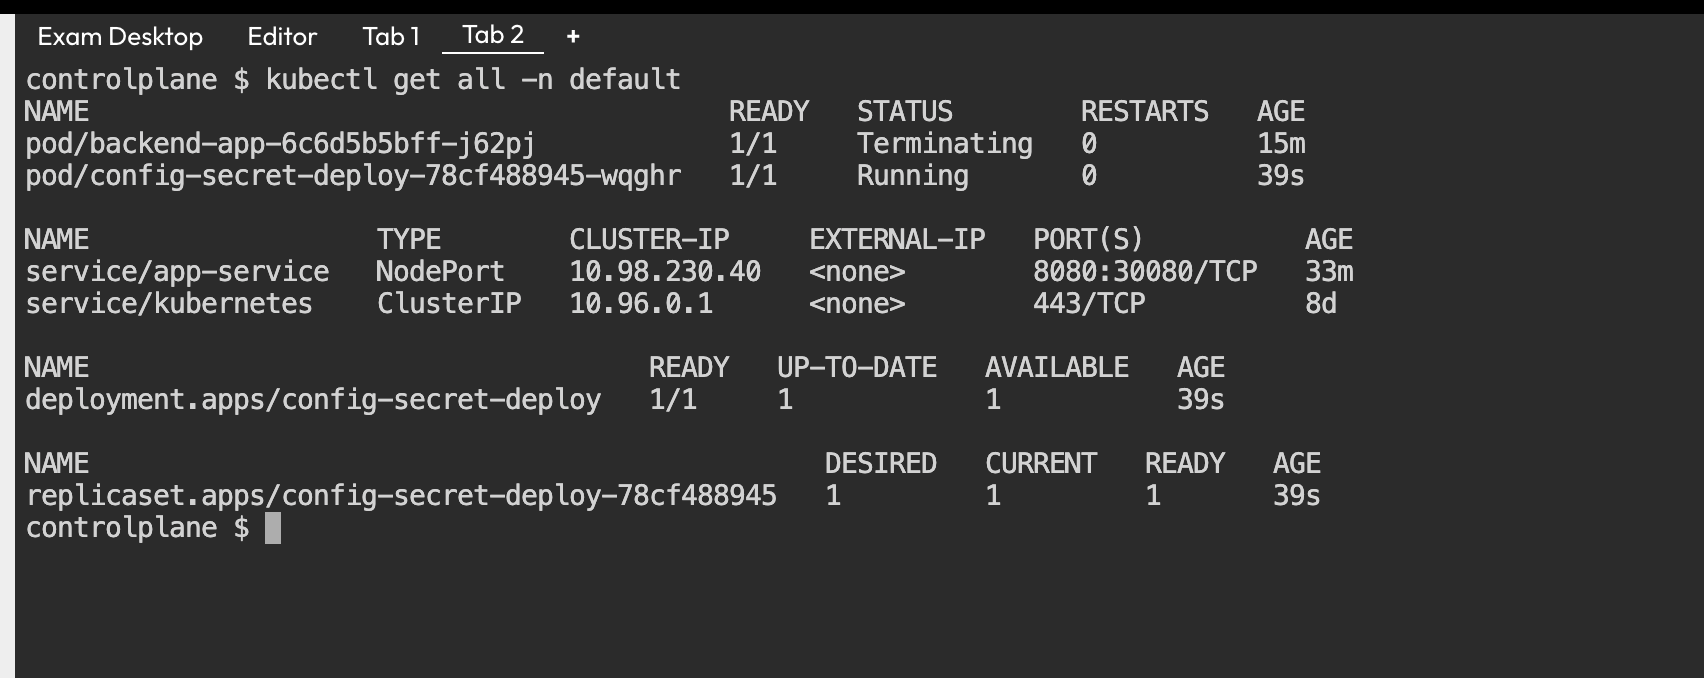 Exam Desktop Editor Tab 1 Tab 2 +
controlplane $ kubectl get all -n default
NAME READY STATUS RESTARTS AGE
pod/backend-app-6c6d5b5bff-j62pj 1/1 Terminating 0 15m
pod/config-secret-deploy-78cf488945-wqghr 1/1 Running 0 39s
NAME TYPE CLUSTER-IP EXTERNAL-IP PORT(S) AGE
service/app-service NodePort 10.98.230.40 <none> 8080:30080/TCP 33m
service/kubernetes ClusterIP 10.96.0.1 <none> 443/TCP 8d
NAME READY UP-TO-DATE AVAILABLE AGE
deployment.apps/config-secret-deploy 1/1 1 1 39s
NAME DESIRED CURRENT READY AGE
replicaset.apps/config-secret-deploy-78cf488945 1 1 1 39s
controlplane $